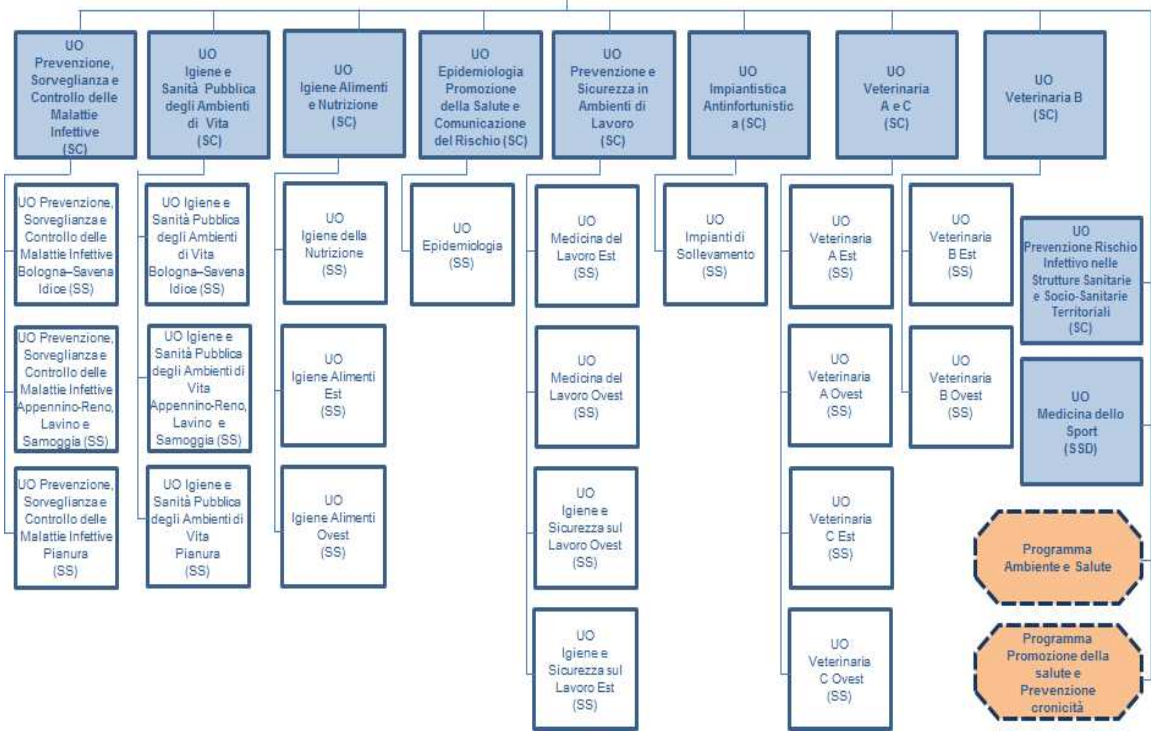 UO
Prevenzione,
Sorveglianza e
Controllo delle
Malattie
Infettive
(SC)
UO
Igiene e
Sanità Pubblica
degli Ambienti
di Vita
(SC)
UO
Igiene Alimenti
e Nutrizione
(SC)
UO
Epidemiologia
Promozione
della Salute e
Comunicazione
del Rischio (SC)
UO
Prevenzione e
Sicurezza in
Ambienti di
Lavoro
(SC)
UO
Impiantistica
Antinfortunistic
a (SC)
UO
Veterinaria
A e C
(SC)
UO
Veterinaria B
(SC)
UO Prevenzione,
Sorveglianza e
Controllo delle
Malattie Infettive
Bologna–Savena
Idice (SS)
UO Prevenzione,
Sorveglianza e
Controllo delle
Malattie Infettive
Appennino-Reno,
Lavino e
Samoggia (SS)
UO Prevenzione,
Sorveglianza e
Controllo delle
Malattie Infettive
Pianura
(SS)
UO Igiene e
Sanità Pubblica
degli Ambienti
di Vita
Bologna–Savena
Idice (SS)
UO Igiene e
Sanità Pubblica
degli Ambienti di
Vita
Appennino-Reno,
Lavino e
Samoggia (SS)
UO Igiene e
Sanità Pubblica
degli Ambienti di
Vita
Pianura
(SS)
UO
Igiene della
Nutrizione
(SS)
UO
Igiene Alimenti
Est
(SS)
UO
Igiene Alimenti
Ovest
(SS)
UO
Epidemiologia
(SS)
UO
Medicina del
Lavoro Est
(SS)
UO
Medicina del
Lavoro Ovest
(SS)
UO
Igiene e
Sicurezza sul
Lavoro Ovest
(SS)
UO
Igiene e
Sicurezza sul
Lavoro Est
(SS)
UO
Impianti di
Sollevamento
(SS)
UO
Veterinaria
A Est
(SS)
UO
Veterinaria
A Ovest
(SS)
UO
Veterinaria
C Est
(SS)
UO
Veterinaria
C Ovest
(SS)
UO
Veterinaria
B Est
(SS)
UO
Veterinaria
B Ovest
(SS)
UO
Prevenzione Rischio
Infettivo nelle
Strutture Sanitarie
e Socio-Sanitarie
Territoriali
(SC)
UO
Medicina dello
Sport
(SSD)
Programma
Ambiente e Salute
Programma
Promozione della
salute e
Prevenzione
cronicità